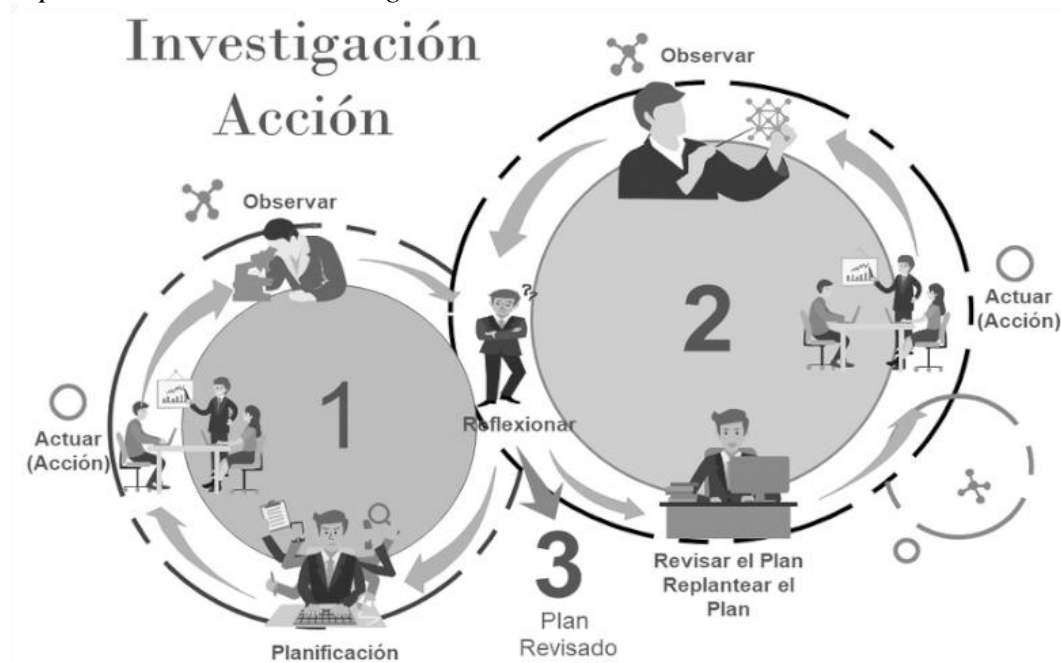 Investigación
Acción
Observar
Observar
1
2
3
Actuar
(Acción)
Actuar
(Acción)
Reflexionar
??
Planificación
Revisar el Plan
Replantear el
Plan
Plan
Revisado